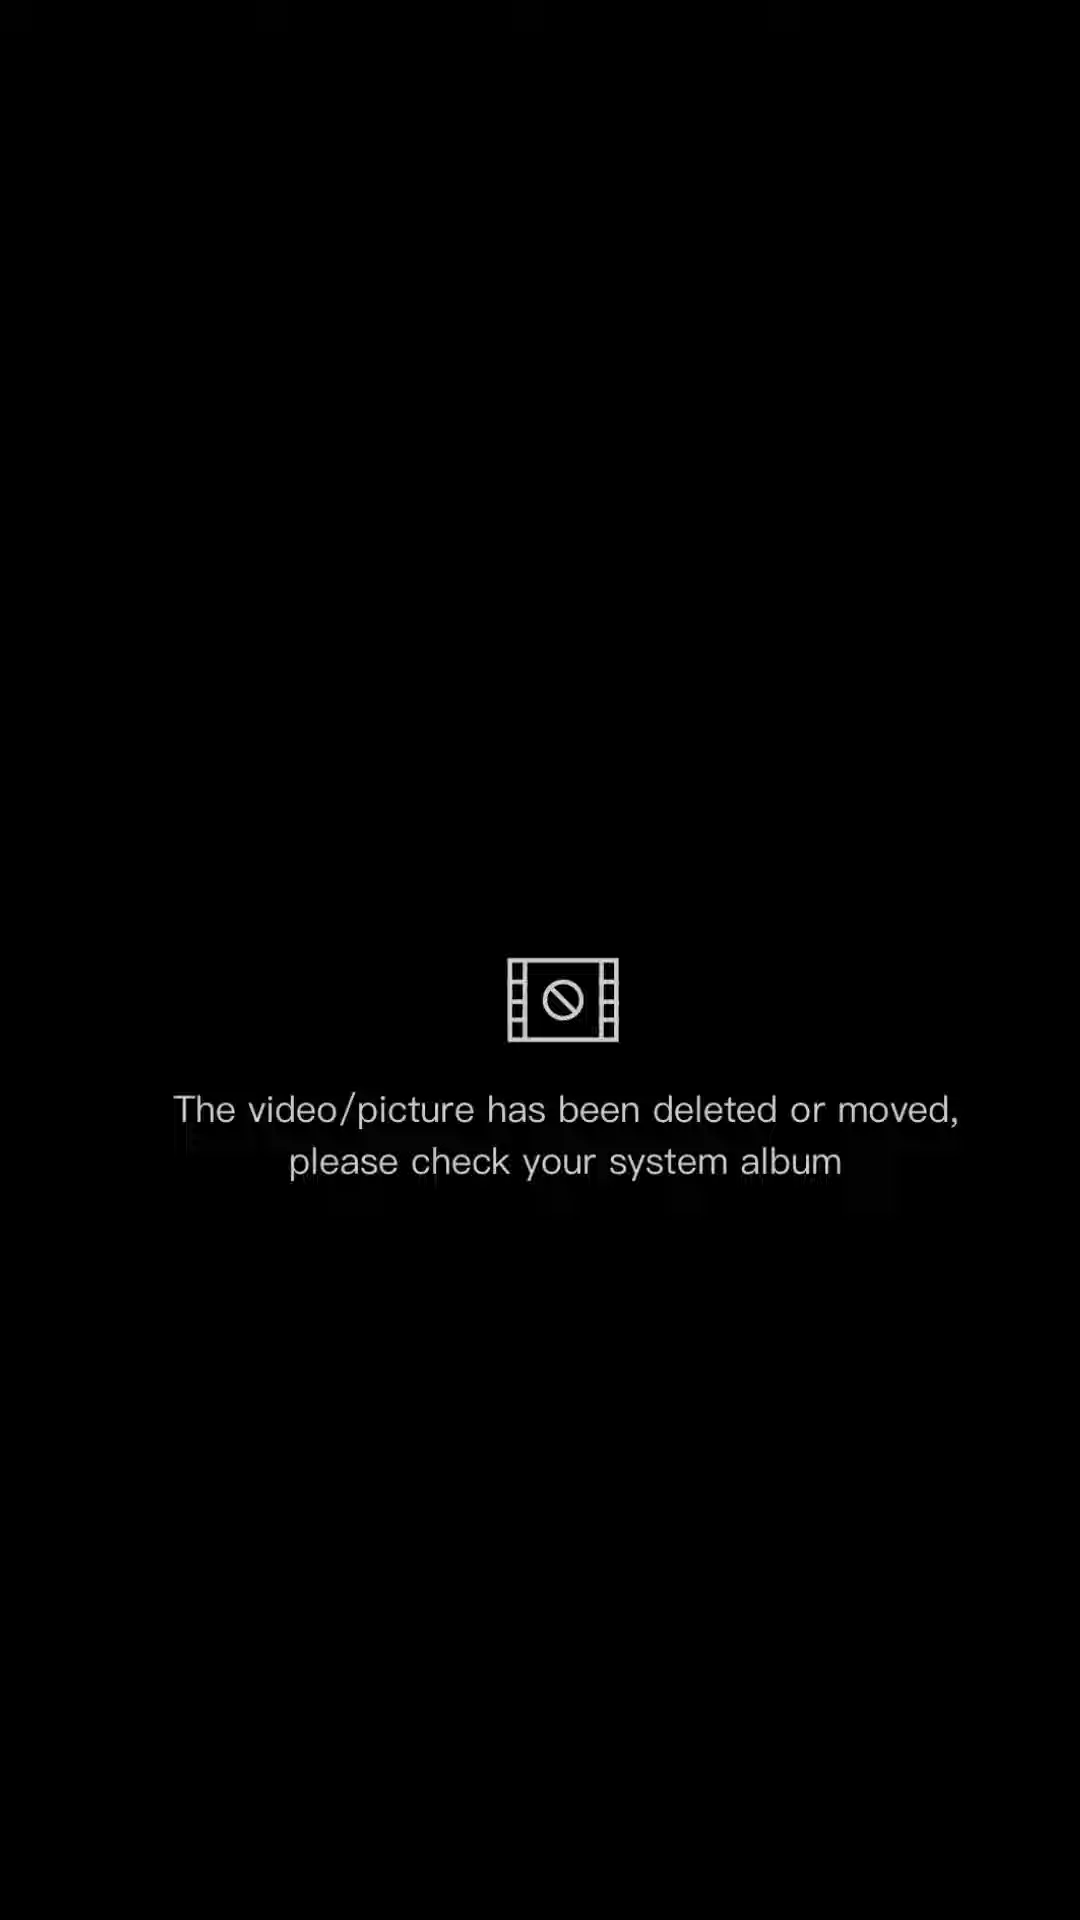 The video/picture has been deleted or moved,
please check your system album